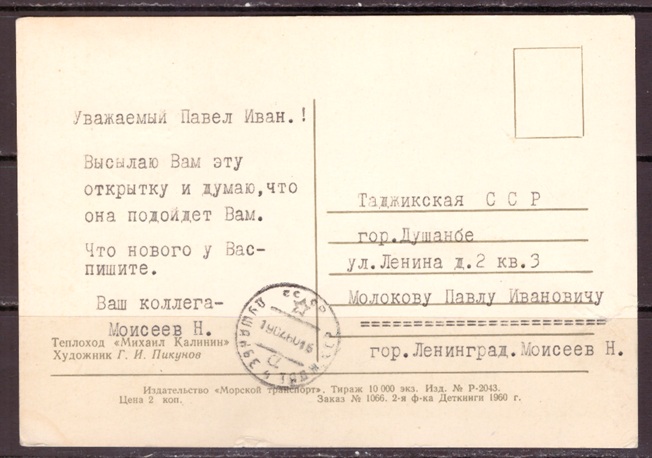 Уважаемый Павел Иван.!
Высылаю Вам эту
открытку и думаю,что
она подойдет Вам.
Что нового у Вас-
пишите.
Ваш коллега-
Моисеев Н.
Теплоход «Михаил Калинин»
Художник Г. И. Пикунов
Таджикская С С Р
гор.Душанбе
ул.Ленина д.2 кв.3
Молокову Павлу Ивановичу
гор.Ленинград.Моисеев Н.
СССР
Издательство «Морской транспорт». Тираж 10 000 экз. Изд. № Р-2043.
Цена 2 коп.
Заказ № 1066. 2-я ф-ка Детгиза 1960 г.